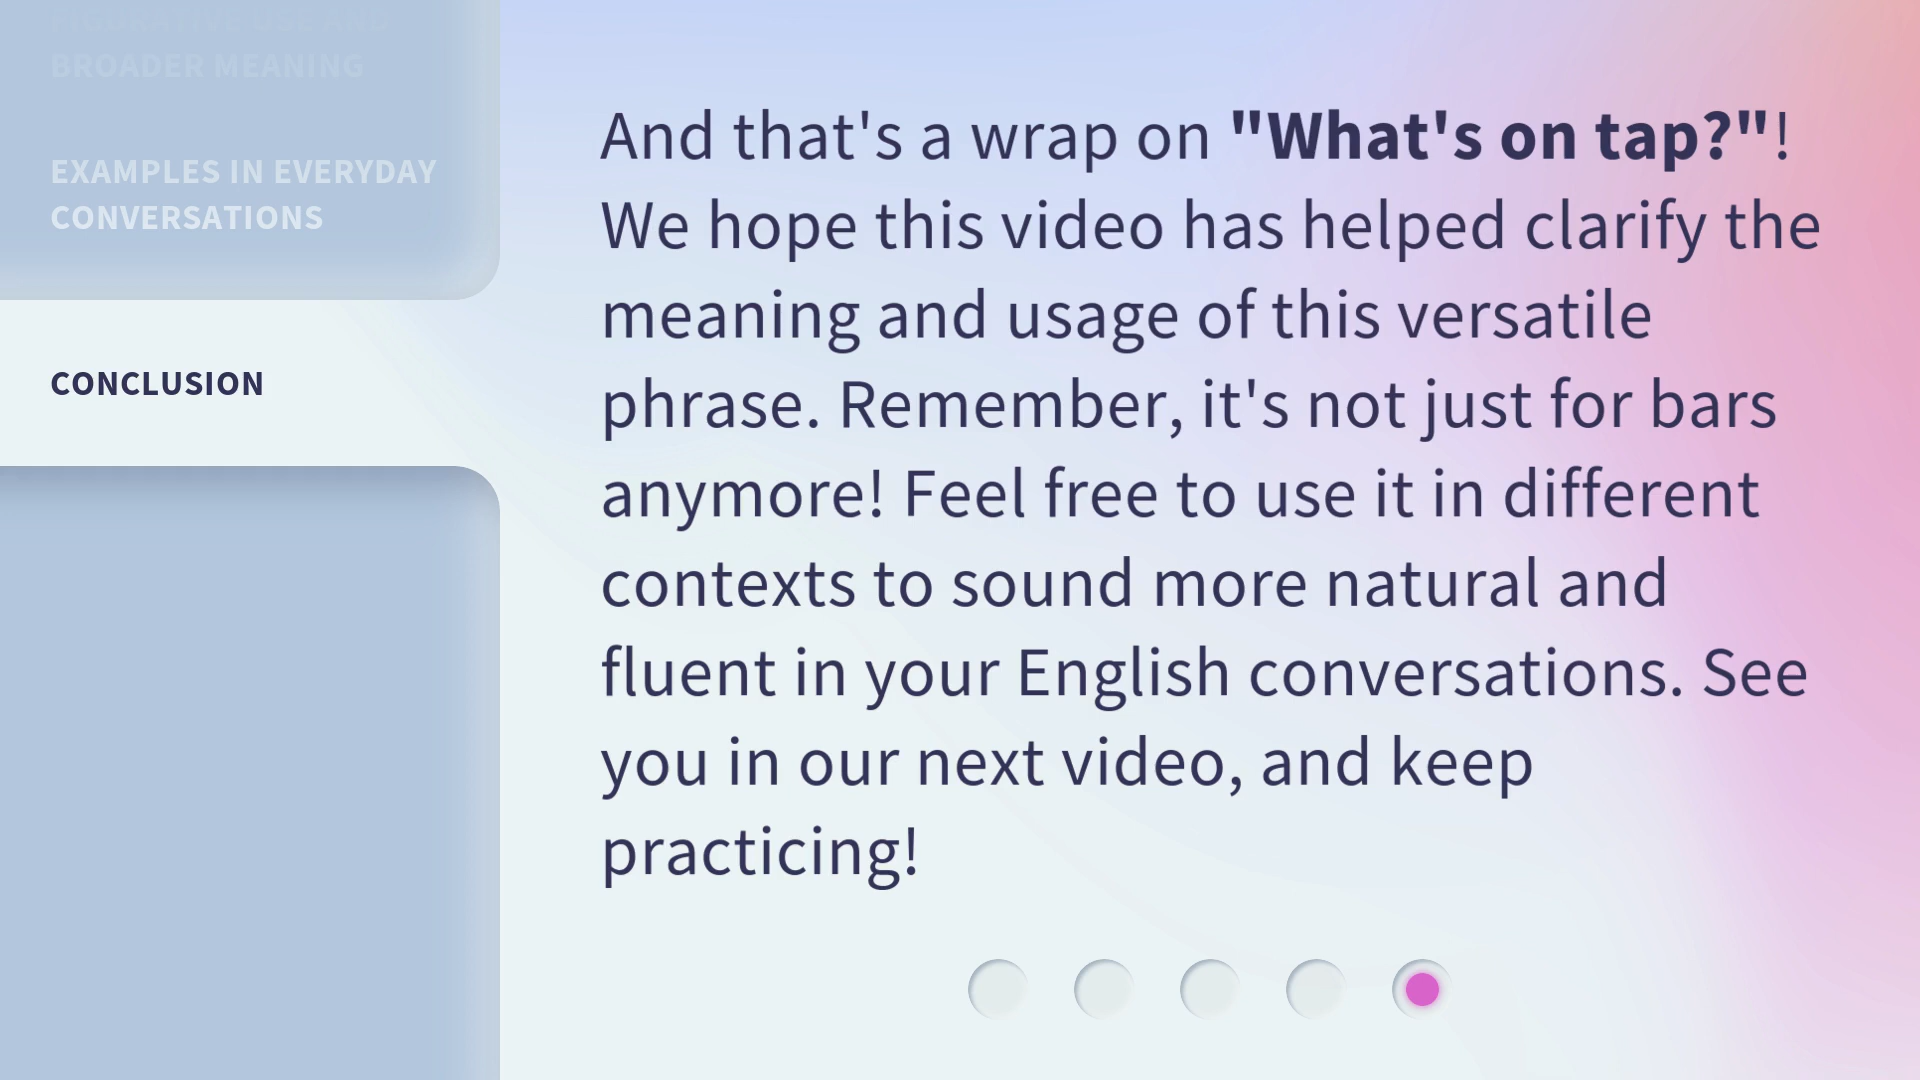 FIGURATIVE USE AND
BROADER MEANING
EXAMPLES IN EVERYDAY
CONVERSATIONS
CONCLUSION
And that's a wrap on "What's on tap?"!
We hope this video has helped clarify the
meaning and usage of this versatile
phrase. Remember, it's not just for bars
anymore! Feel free to use it in different
contexts to sound more natural and
fluent in your English conversations. See
you in our next video, and keep
practicing!